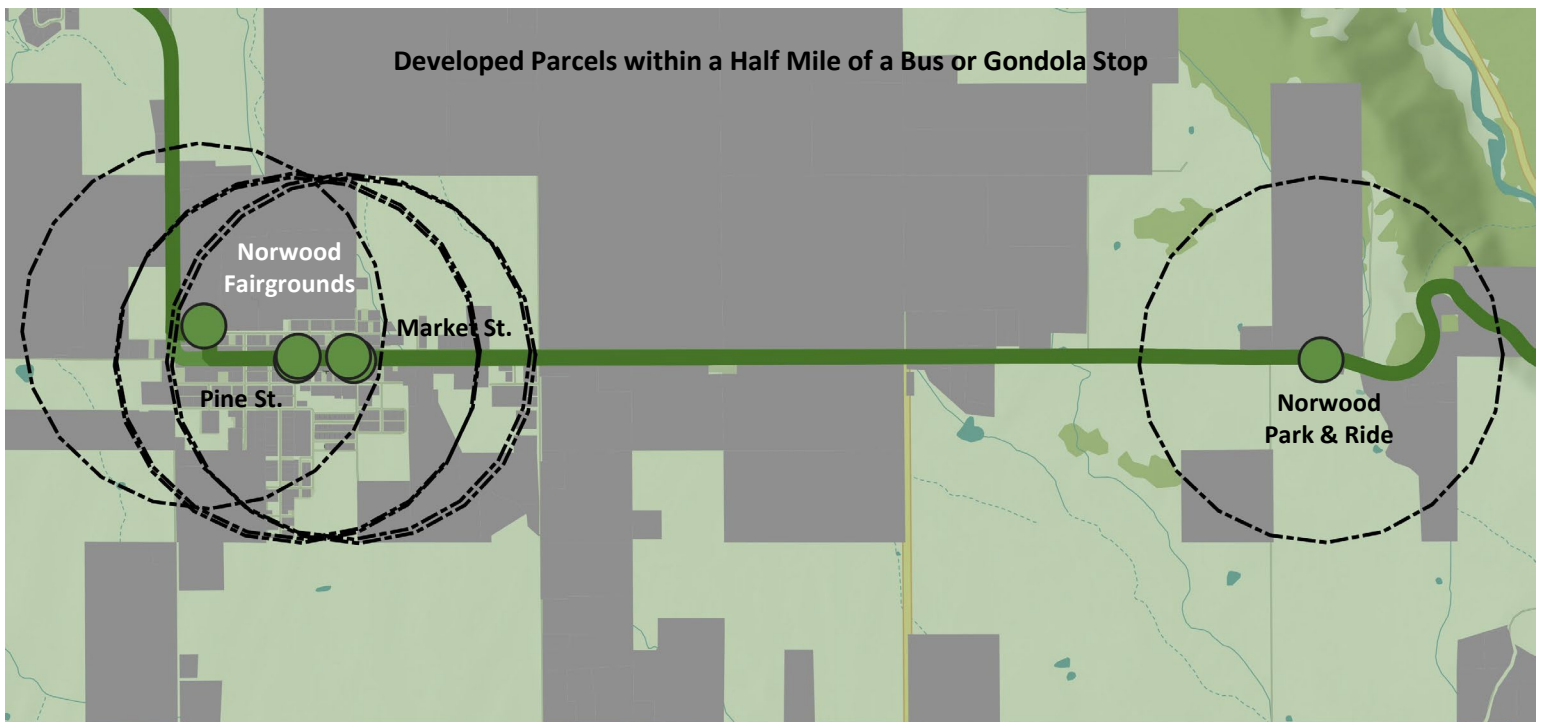 Developed Parcels within a Half Mile of a Bus or Gondola Stop
Norwood
Fairgrounds
Market St.
Pine St.
Norwood
Park & Ride